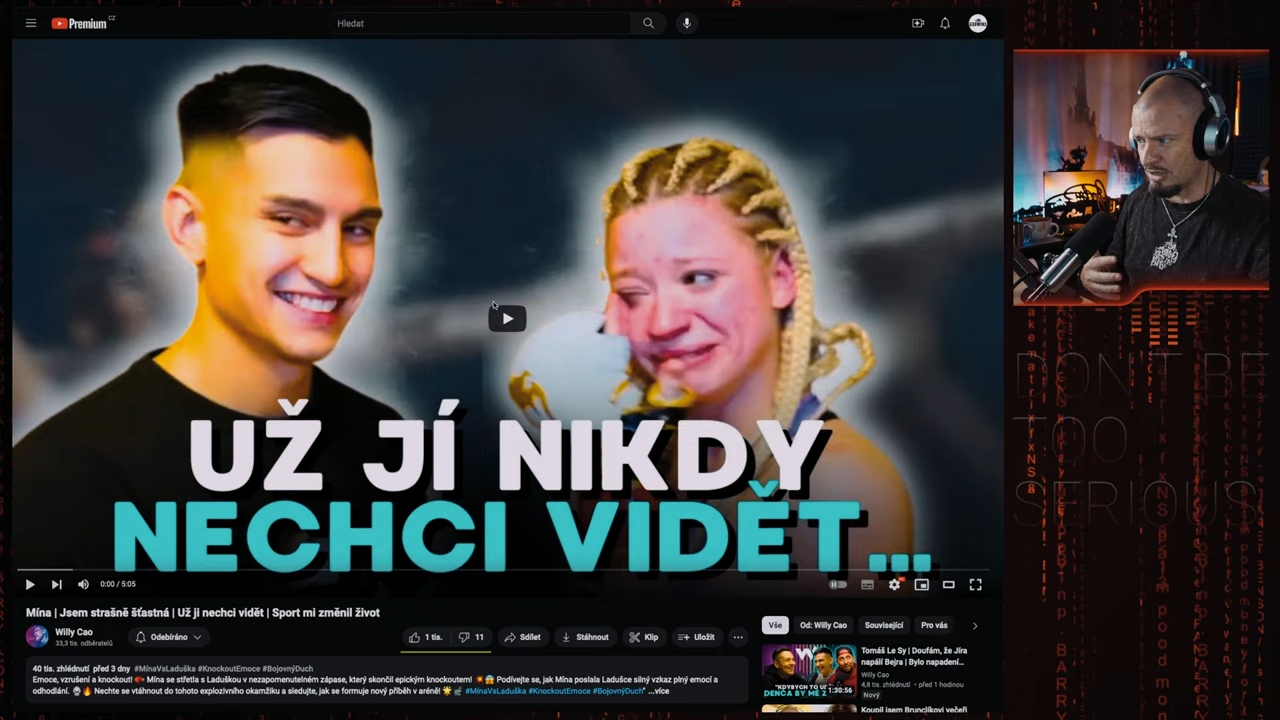 Premium CZ
Hledat
UŽ JÍ NIKDY
NECHCI VIDĚT...
0:00 / 5:05
Mína | Jsem strašně šťastná | Už ji nechci vidět | Sport mi změnil život
Willy Cao
33,3 tis. odběratelů
Odebíráno
1 tis.
11
Sdílet
Stáhnout
Klip
Uložit
40 tis. zhlédnutí před 3 dny #MínaVsLaduška #KnockoutEmoce #BojovnýDuch
Emoce, vzrušení a knockout! Mína se střetla s Laduškou v nezapomenutelném zápase, který skončil epickým knockoutem! Podívejte se, jak Mína poslala Ladušce silný vzkaz plný emocí a
odhodlání. Nechte se vtáhnout do tohoto explozivního okamžiku a sledujte, jak se formuje nový příběh v aréně! #MínaVsLaduška #KnockoutEmoce #BojovnýDuch" ...více
Vše
Od: Willy Cao
Související
Pro vás
Tomáš Le Sy | Doufám, že Jíra
napálí Bejra | Bylo napadení...
Willy Cao
4,8 tis. zhlédnutí • před 1 hodinou
Nový
1:30:56
Koupil jsem Brunclíkovi večeři
DON'T BE
TOO
SERIOUS